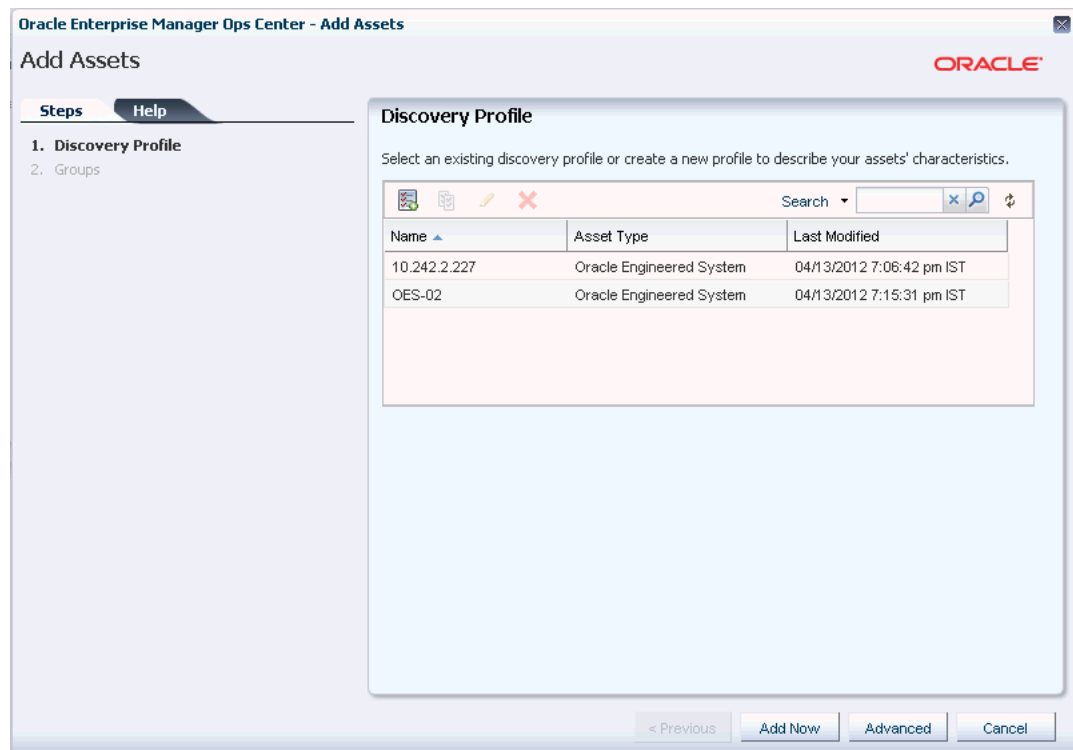 Oracle Enterprise Manager Ops Center - Add Assets
Add Assets
ORACLE
Steps Help
1. Discovery Profile
2. Groups
Discovery Profile
Select an existing discovery profile or create a new profile to describe your assets' characteristics.
Search
Name Asset Type Last Modified
10.242.2.227 Oracle Engineered System 04/13/2012 7:06:42 pm IST
OES-02 Oracle Engineered System 04/13/2012 7:15:31 pm IST
< Previous Add Now Advanced Cancel